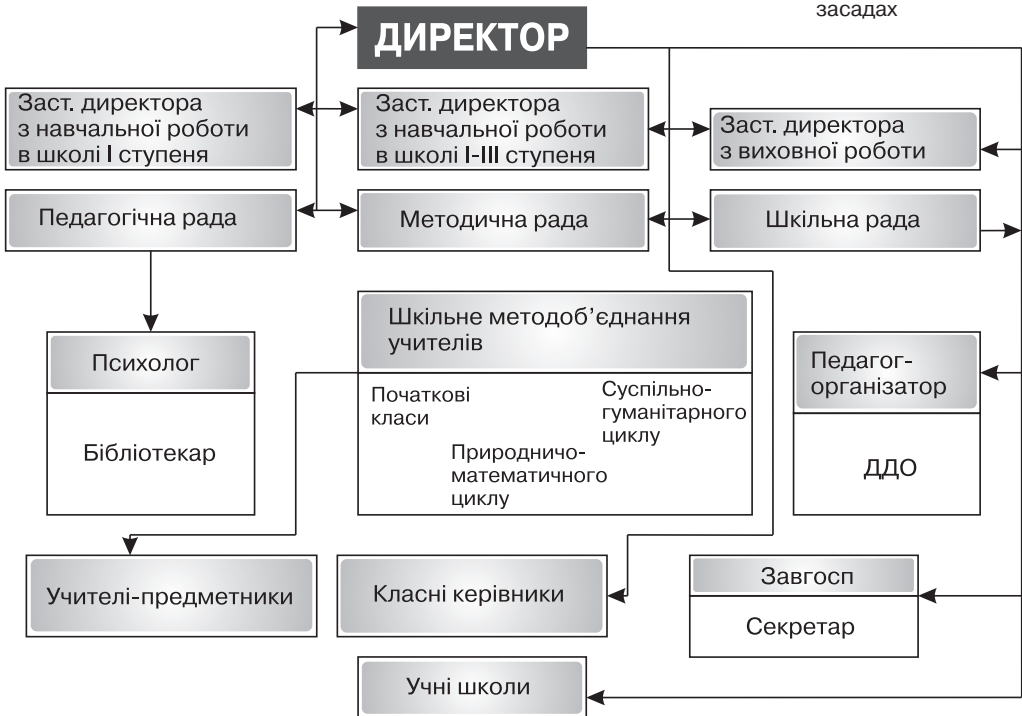 засадах
ДИРЕКТОР
Заст. директора
з навчальної роботи
в школі I ступеня
Заст. директора
з навчальної роботи
в школі I-III ступеня
Заст. директора
з виховної роботи
Педагогічна рада
Методична рада
Шкільна рада
Психолог
Бібліотекар
Шкільне методоб’єднання
учителів
Початкові
класи
Природничо-
математичного
циклу
Суспільно-
гуманітарного
циклу
Педагог-
організатор
ДДО
Учителі-предметники
Класні керівники
Завгосп
Секретар
Учні школи